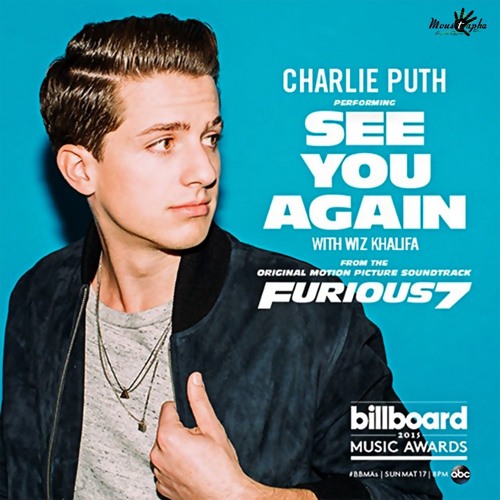 Moustapha
CHARLIE PUTH
PERFORMING
SEE
YOU
AGAIN
WITH WIZ KHALIFA
FROM THE
ORIGINAL MOTION PICTURE SOUNDTRACK
FURIOUS 7
billboard
2015
MUSIC AWARDS
#BBMAs | SUN MAY 17 | 8PM abc